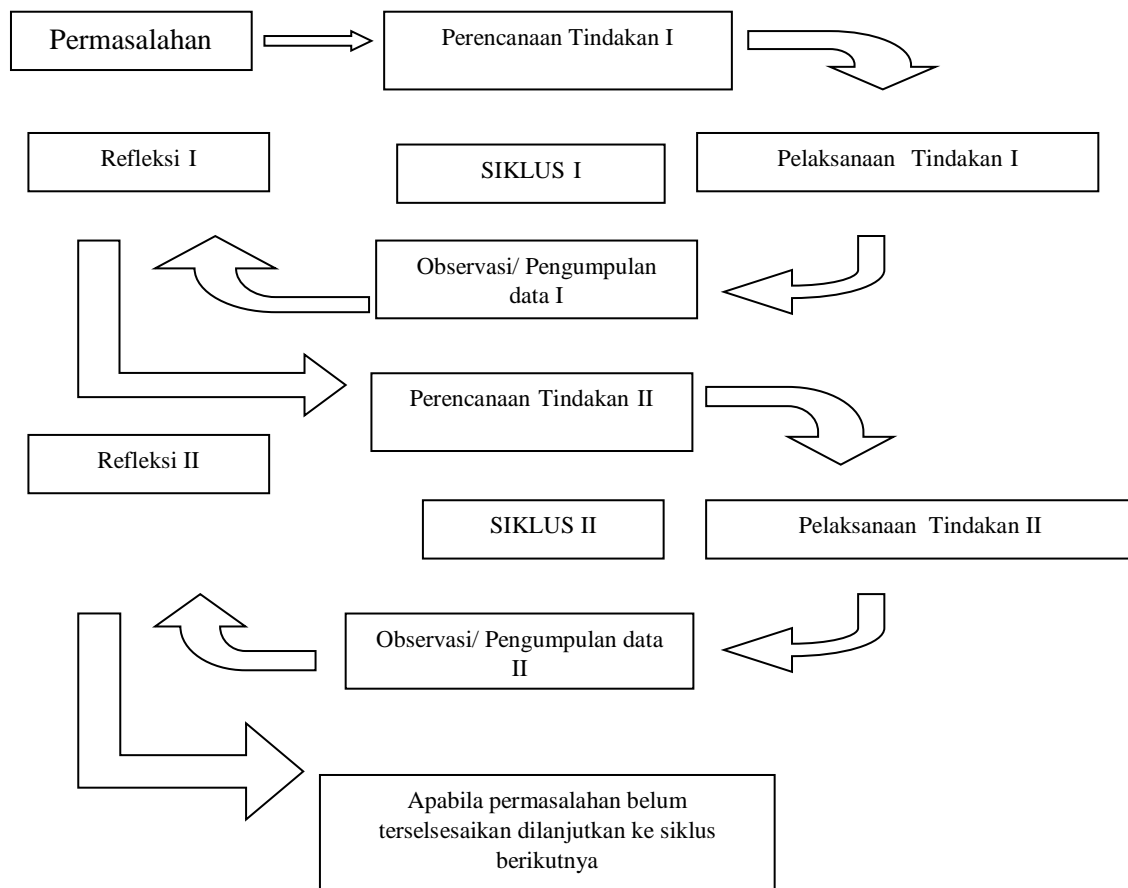 Permasalahan
Perencanaan Tindakan I
Refleksi I
SIKLUS I
Pelaksanaan Tindakan I
Observasi/ Pengumpulan
data I
Perencanaan Tindakan II
Refleksi II
SIKLUS II
Pelaksanaan Tindakan II
Observasi/ Pengumpulan data
II
Apabila permasalahan belum
terselsesaikan dilanjutkan ke siklus
berikutnya